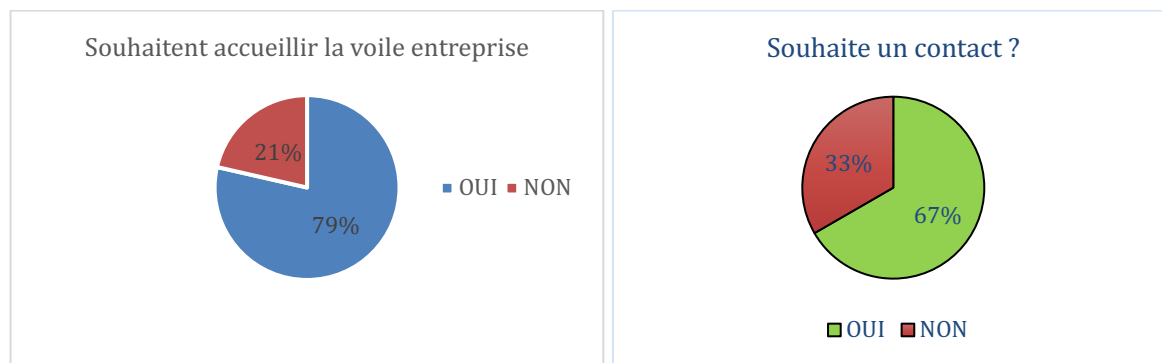 Souhaitent accueillir la voile entreprise
21%
79%
OUI NON
Souhaite un contact ?
33%
67%
OUI NON